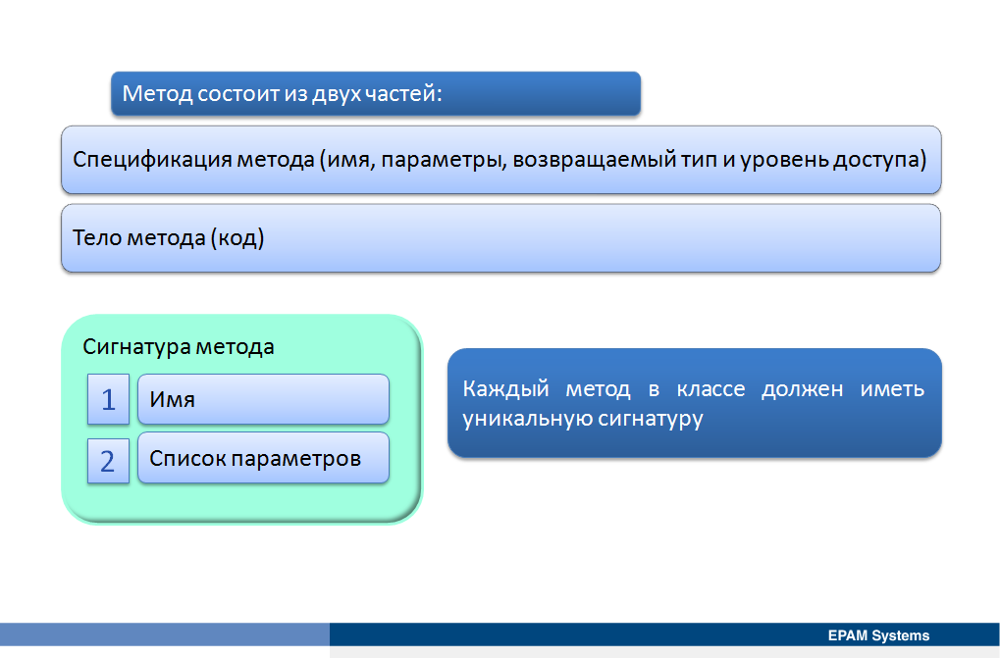 Метод состоит из двух частей:
Спецификация метода (имя, параметры, возвращаемый тип и уровень доступа)
Тело метода (код)
Сигнатура метода
1 Имя
2 Список параметров
Каждый метод в классе должен иметь
уникальную сигнатуру
EPAM Systems